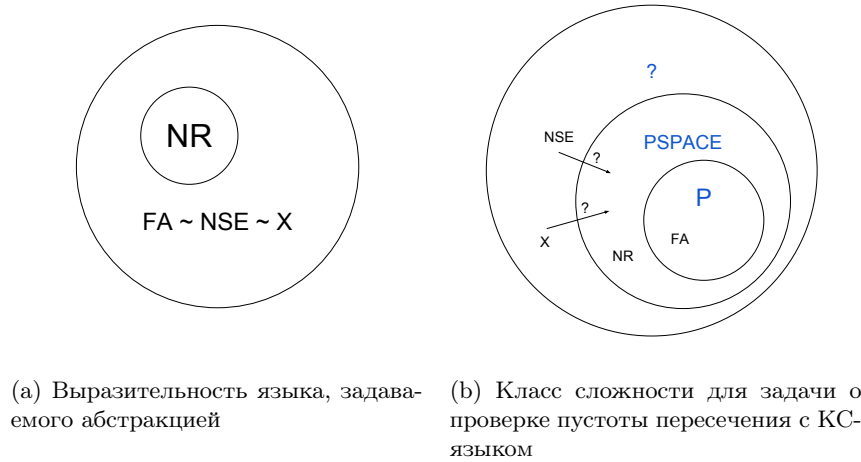 NR
FA ~ NSE ~ X
?
NSE
?
PSPACE
P
?
X
FA
NR
(a) Выразительность языка, задава-
емого абстракцией
(b) Класс сложности для задачи о
проверке пустоты пересечения с КС-
языком